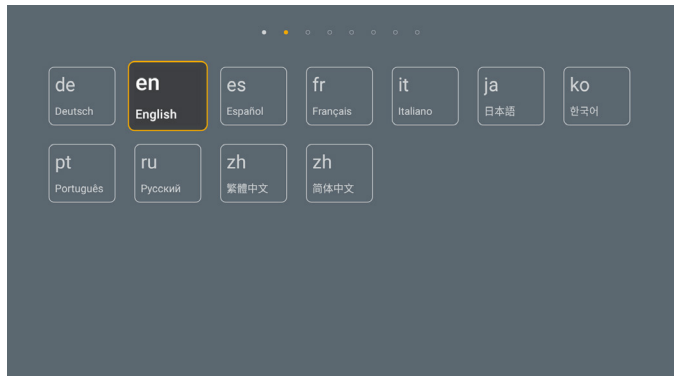 de
Deutsch
en
English
es
Español
fr
Français
it
Italiano
ja
日本語
ko
한국어
pt
Português
ru
Русский
zh
繁體中文
zh
简体中文